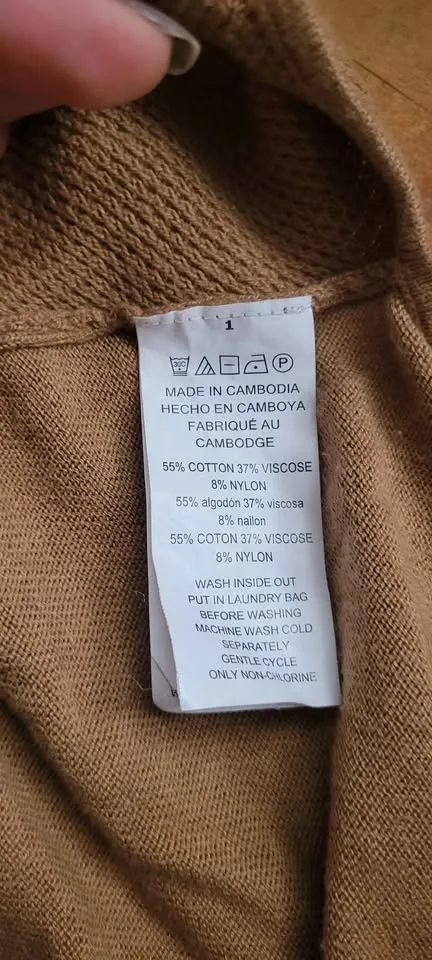 1
30C
P
MADE IN CAMBODIA
HECHO EN CAMBOYA
FABRIQUÉ AU
CAMBODGE
55% COTTON 37% VISCOSE
8% NYLON
55% algodón 37% viscosa
8% nailon
55% COTON 37% VISCOSE
8% NYLON
WASH INSIDE OUT
PUT IN LAUNDRY BAG
BEFORE WASHING
MACHINE WASH COLD
SEPARATELY
GENTLE CYCLE
ONLY NON-CHLORINE